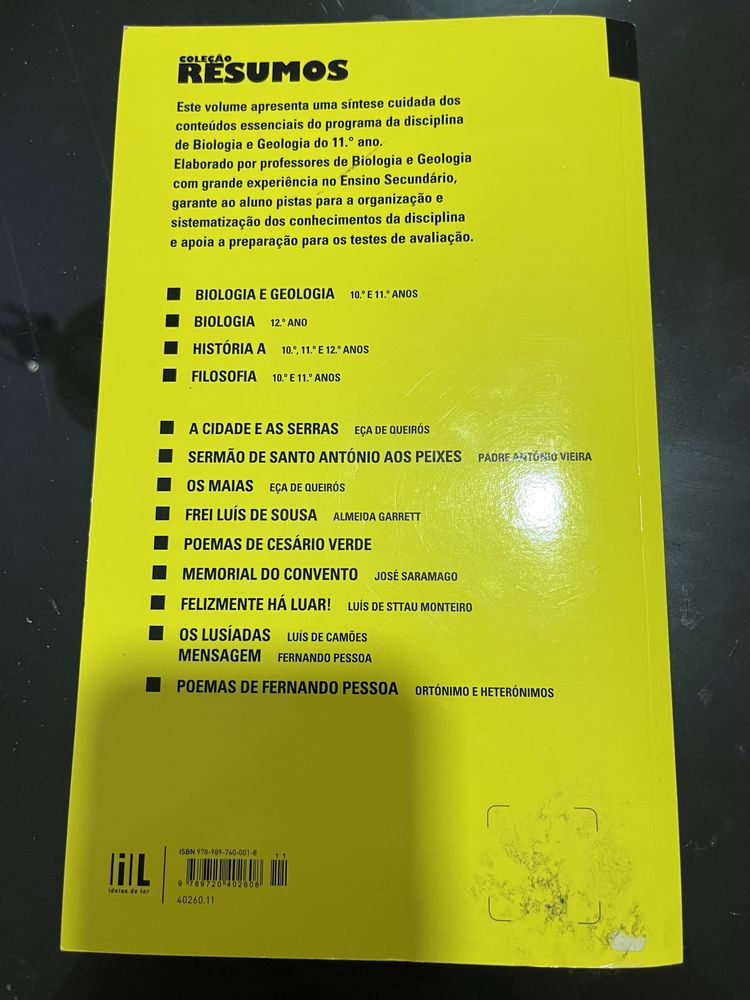 COLEÇÃO
RESUMOS
Este volume apresenta uma síntese cuidada dos
conteúdos essenciais do programa da disciplina
de Biologia e Geologia do 11.º ano.
Elaborado por professores de Biologia e Geologia
com grande experiência no Ensino Secundário,
garante ao aluno pistas para a organização e
sistematização dos conhecimentos da disciplina
e apoia a preparação para os testes de avaliação.
BIOLOGIA E GEOLOGIA 10.º E 11.º ANOS
BIOLOGIA 12.º ANO
HISTÓRIA A 10.º, 11.º E 12.º ANOS
FILOSOFIA 10.º E 11.º ANOS
A CIDADE E AS SERRAS EÇA DE QUEIRÓS
SERMÃO DE SANTO ANTÓNIO AOS PEIXES PADRE ANTÓNIO VIEIRA
OS MAIAS EÇA DE QUEIRÓS
FREI LUÍS DE SOUSA ALMEIDA GARRETT
POEMAS DE CESÁRIO VERDE
MEMORIAL DO CONVENTO JOSÉ SARAMAGO
FELIZMENTE HÁ LUAR! LUÍS DE STTAU MONTEIRO
OS LUSÍADAS LUÍS DE CAMÕES
MENSAGEM FERNANDO PESSOA
POEMAS DE FERNANDO PESSOA ORTÓNIMO E HETERÓNIMOS
iL
ideias de ler
ISBN 978-989-740-001-8
11
9 789720 402608
40260.11